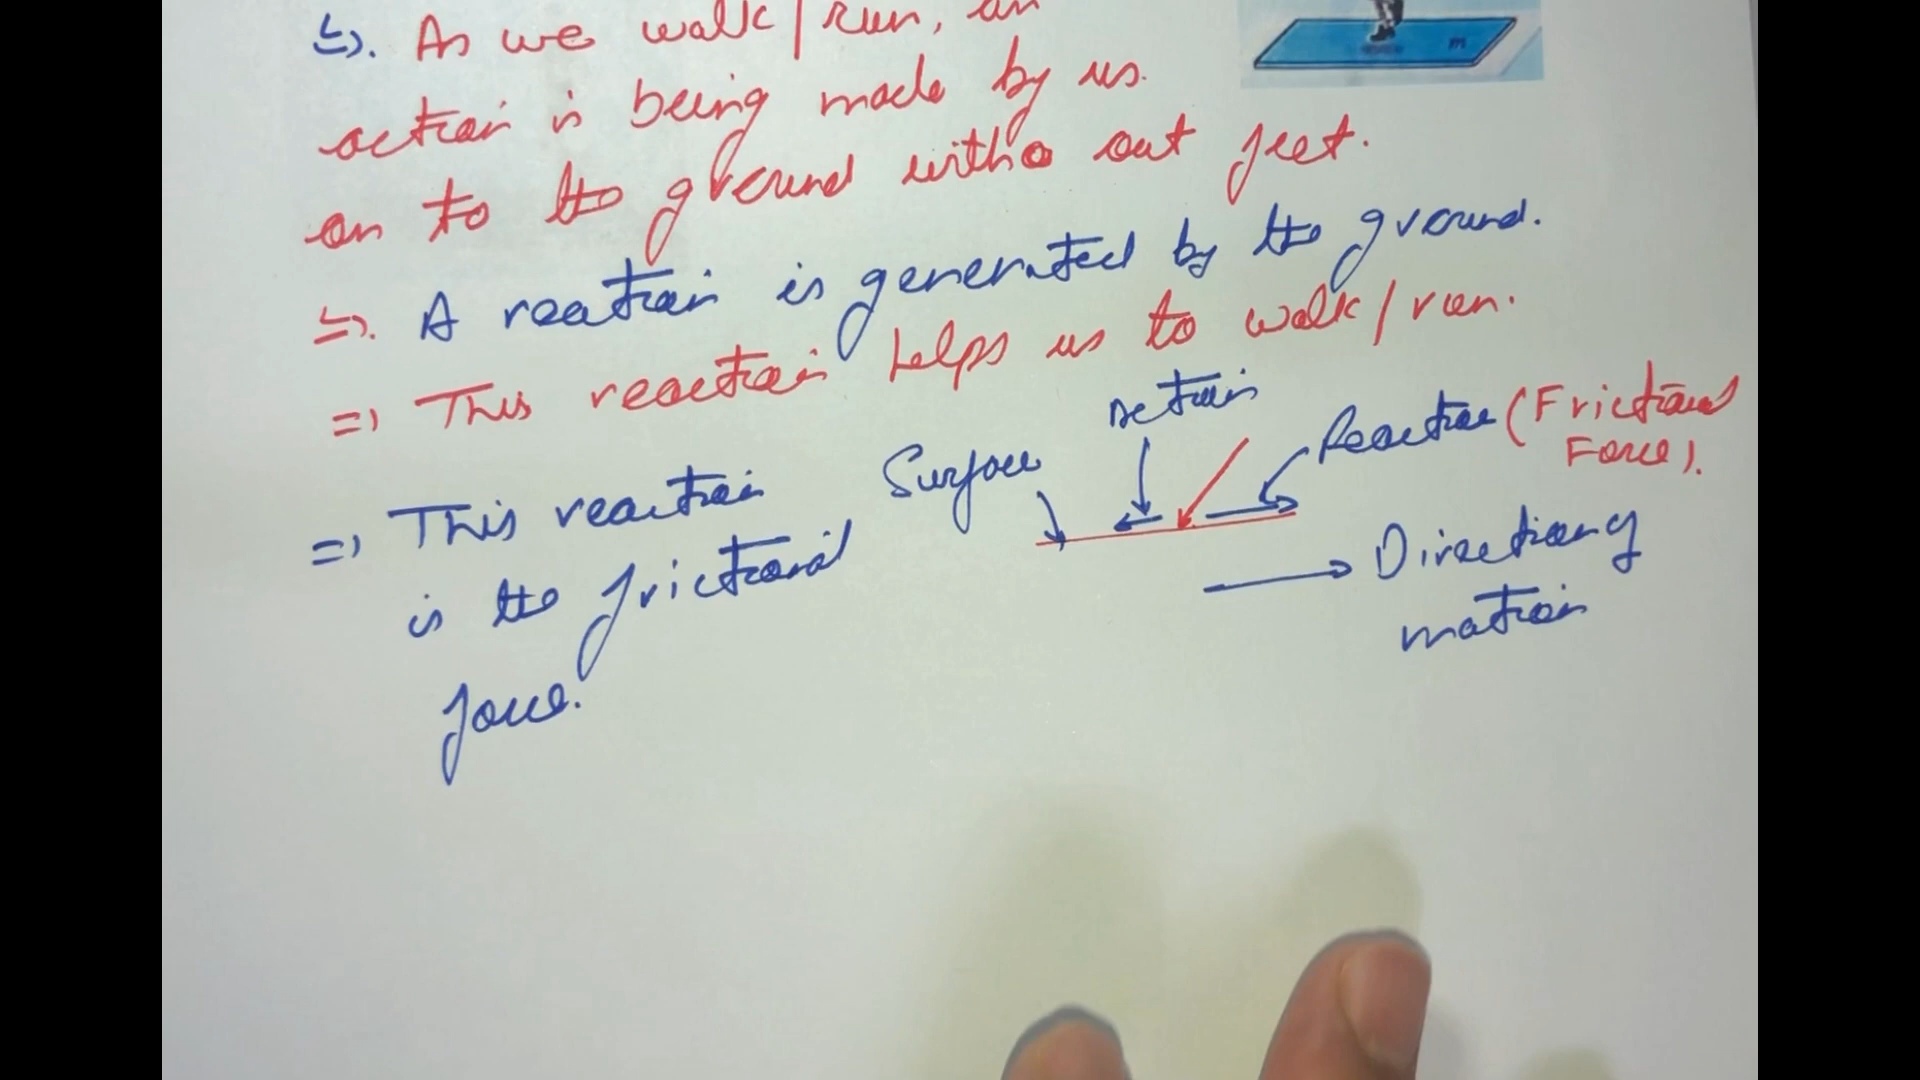 As we walk/run, an
action is being made by us.
on to the ground with out feet.
A reation is generated by the ground.
=) This reaction helps us to walk/run.
Action
Reaction (Frictional
Force).
Surface
=) This reaction
is the frictional
force.
Direction of
motion
m